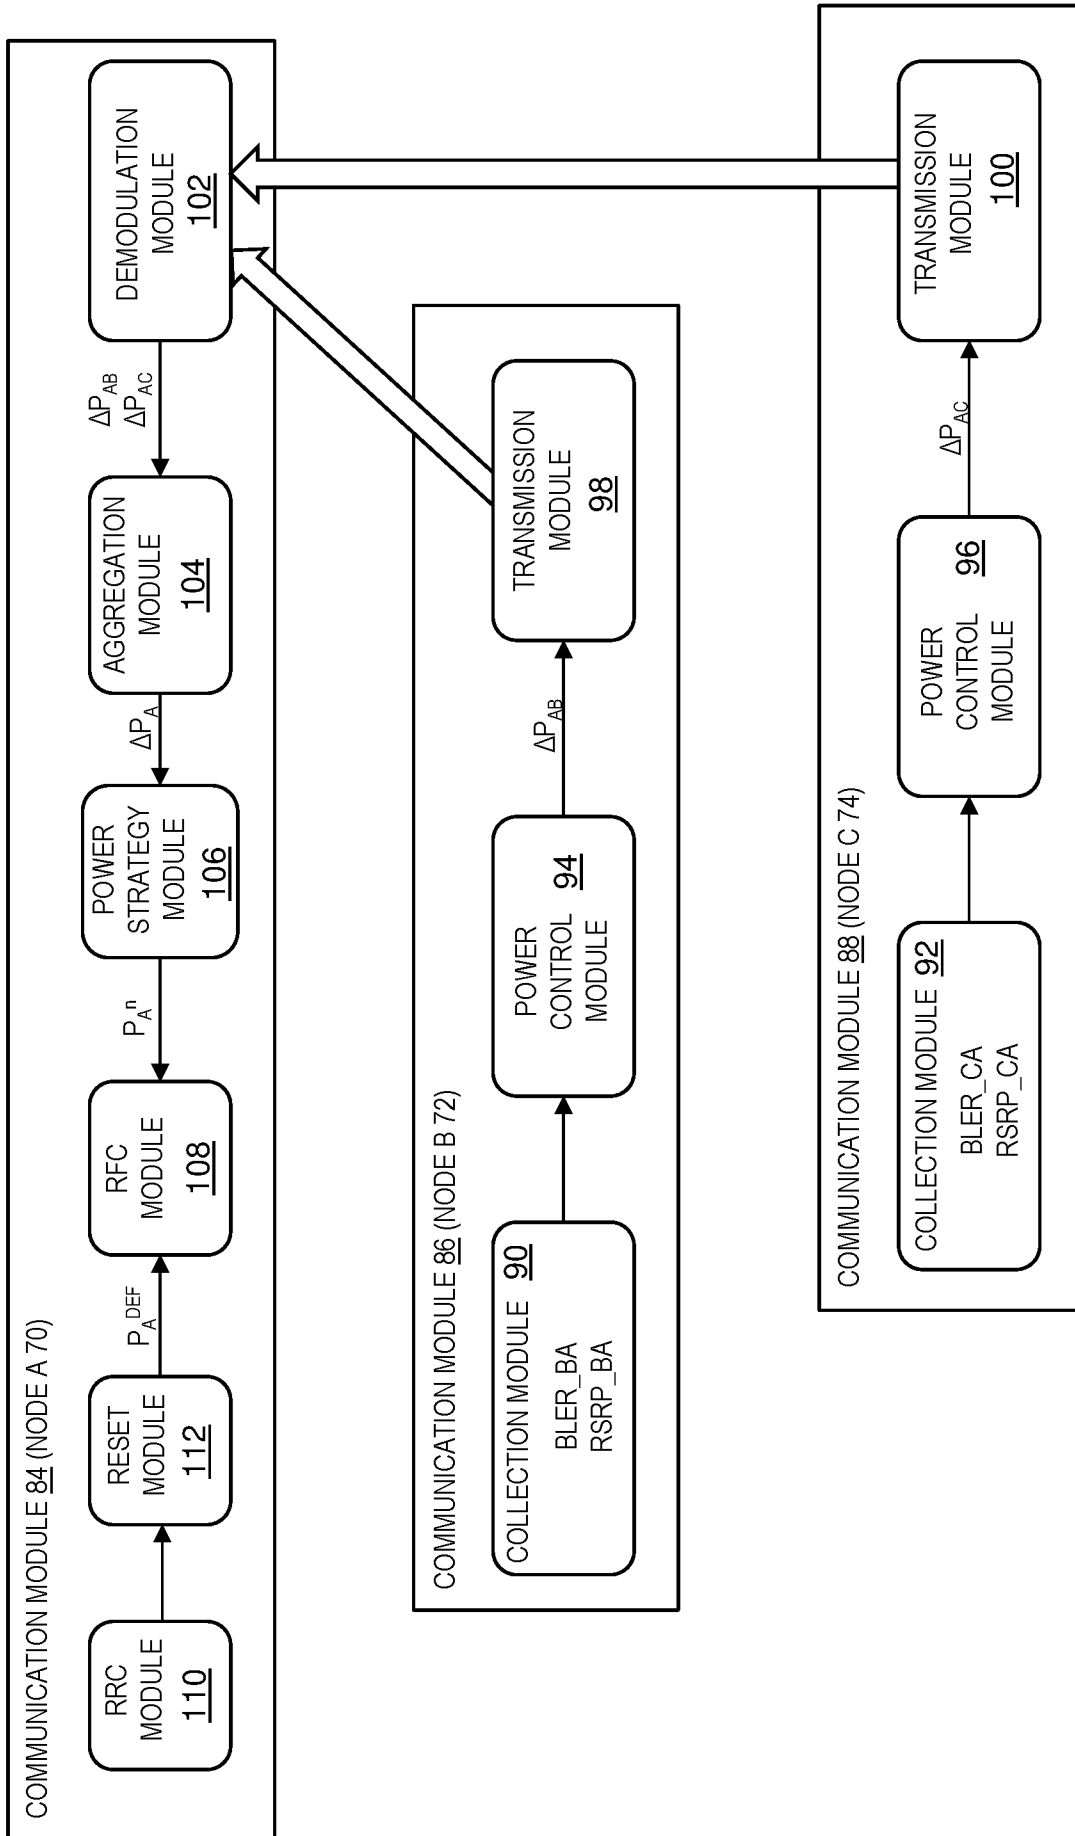 COMMUNICATION MODULE 84 (NODE A 70)
RRC
MODULE
110
RESET
MODULE
112
P_A^DEF
RFC
MODULE
108
P_A^n
POWER
STRATEGY
MODULE
106
ΔP_A
AGGREGATION
MODULE
104
ΔP_AB
ΔP_AC
DEMODULATION
MODULE
102
COMMUNICATION MODULE 86 (NODE B 72)
COLLECTION MODULE 90
BLER_BA
RSRP_BA
POWER
CONTROL
MODULE
94
ΔP_AB
TRANSMISSION
MODULE
98
COMMUNICATION MODULE 88 (NODE C 74)
COLLECTION MODULE 92
BLER_CA
RSRP_CA
POWER
CONTROL
MODULE
96
ΔP_AC
TRANSMISSION
MODULE
100